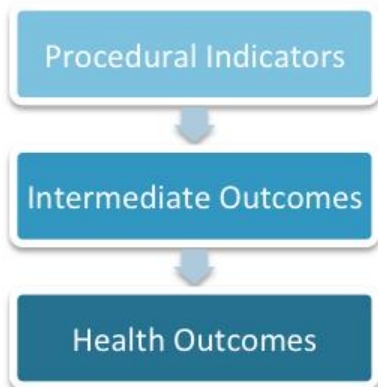 Procedural Indicators
Intermediate Outcomes
Health Outcomes